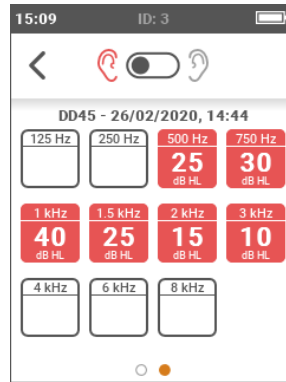 15:09 ID: 3
DD45 - 26/02/2020, 14:44
125 Hz 250 Hz 500 Hz 750 Hz
25 30
dB HL dB HL
1 kHz 1.5 kHz 2 kHz 3 kHz
40 25 15 10
dB HL dB HL dB HL dB HL
4 kHz 6 kHz 8 kHz